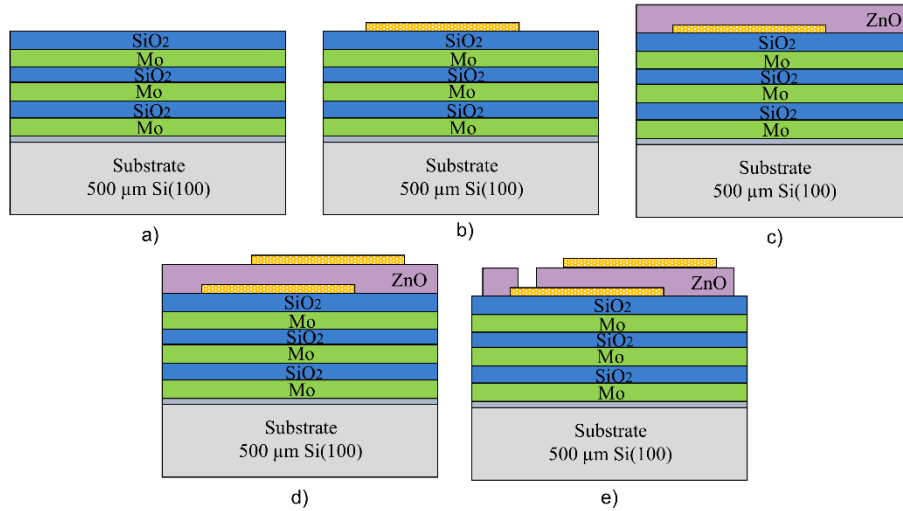 SiO2
Mo
SiO2
Mo
SiO2
Mo
Substrate
500 µm Si(100)
a)
SiO2
Mo
SiO2
Mo
SiO2
Mo
Substrate
500 µm Si(100)
b)
ZnO
SiO2
Mo
SiO2
Mo
SiO2
Mo
Substrate
500 µm Si(100)
c)
ZnO
SiO2
Mo
SiO2
Mo
SiO2
Mo
Substrate
500 µm Si(100)
d)
ZnO
SiO2
Mo
SiO2
Mo
SiO2
Mo
Substrate
500 µm Si(100)
e)